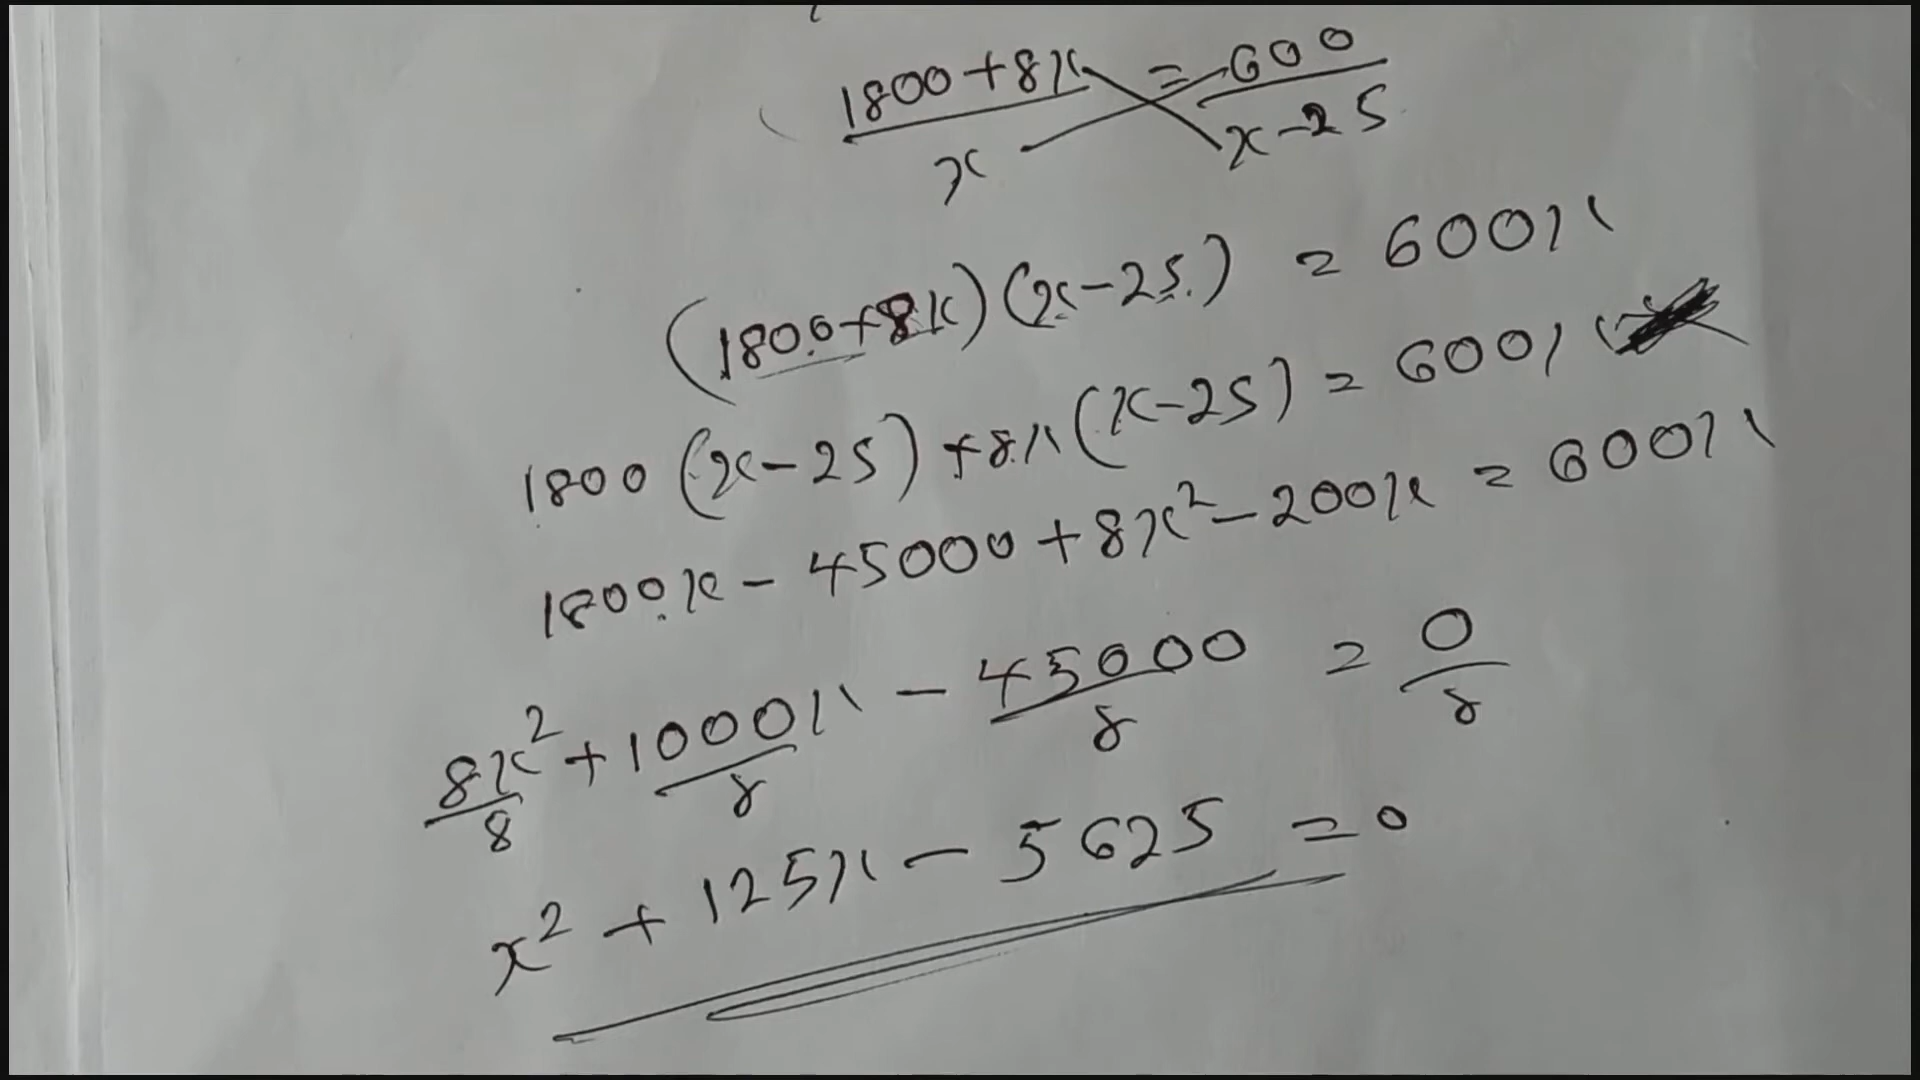 (1800+8x)/x = 600/(x-25)
(1800+8x)(x-25) = 600x
1800(x-25)+8x(x-25) = 600x
1800x - 45000 + 8x² - 200x = 600x
8x²/8 + 1000x/8 - 45000/8 = 0/8
x² + 125x - 5625 = 0